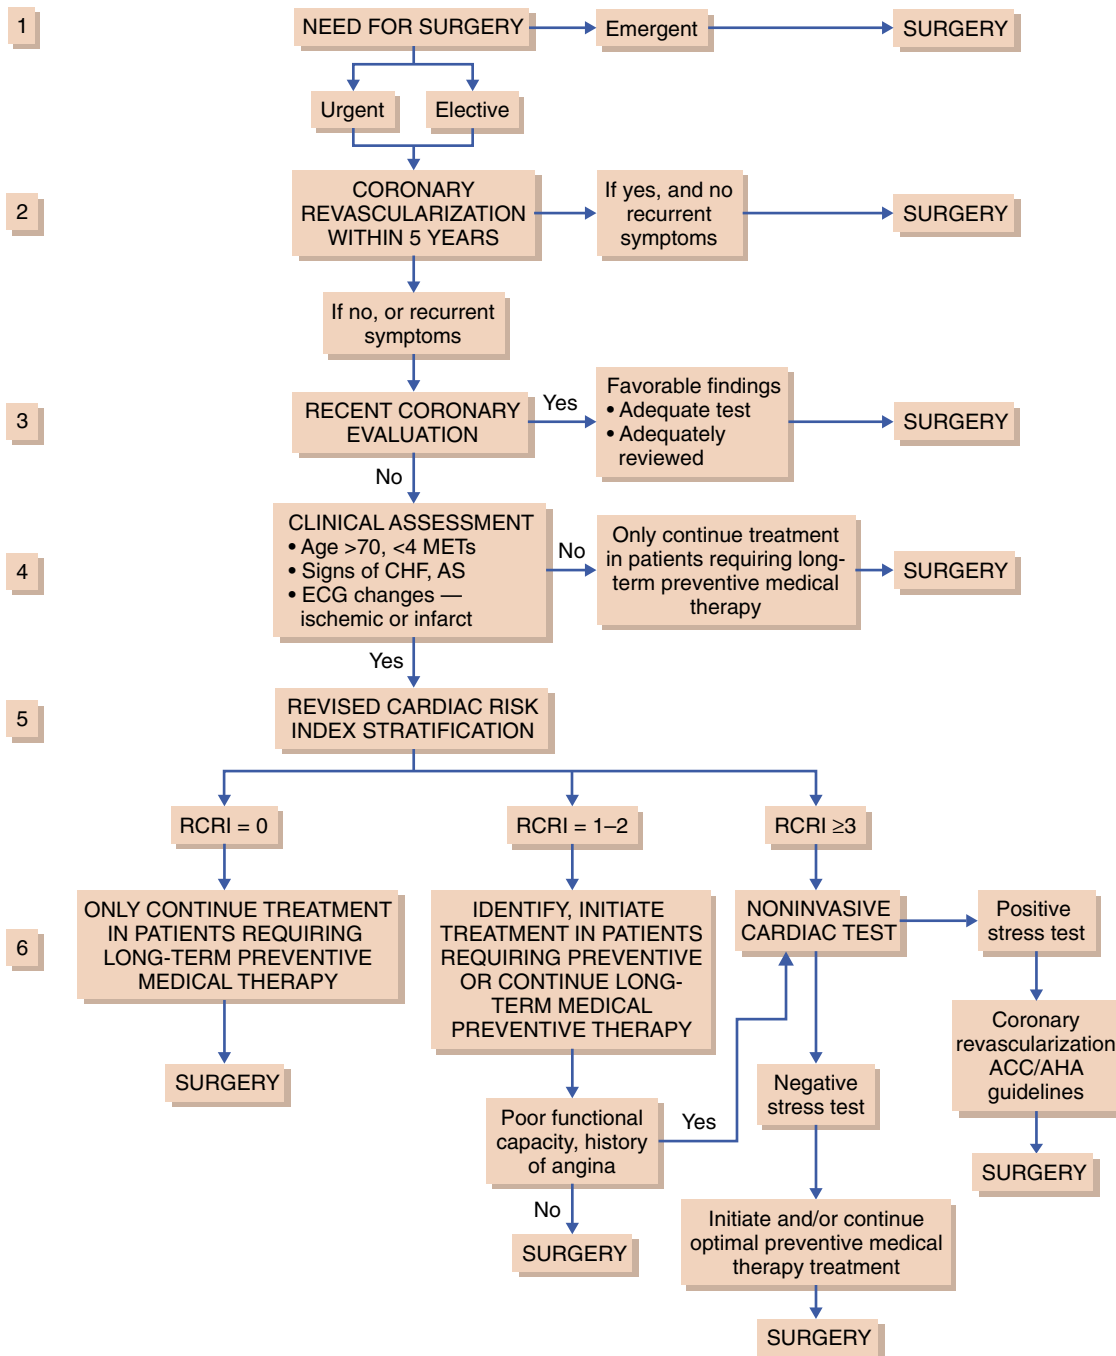 1
NEED FOR SURGERY
Emergent
SURGERY
Urgent
Elective
2
CORONARY
REVASCULARIZATION
WITHIN 5 YEARS
If yes, and no
recurrent
symptoms
SURGERY
If no, or recurrent
symptoms
3
RECENT CORONARY
EVALUATION
Yes
Favorable findings
• Adequate test
• Adequately
reviewed
SURGERY
No
4
CLINICAL ASSESSMENT
• Age >70, <4 METs
• Signs of CHF, AS
• ECG changes —
ischemic or infarct
No
Only continue treatment
in patients requiring long-
term preventive medical
therapy
SURGERY
Yes
5
REVISED CARDIAC RISK
INDEX STRATIFICATION
RCRI = 0
RCRI = 1–2
RCRI ≥3
6
ONLY CONTINUE TREATMENT
IN PATIENTS REQUIRING
LONG-TERM PREVENTIVE
MEDICAL THERAPY
SURGERY
IDENTIFY, INITIATE
TREATMENT IN PATIENTS
REQUIRING PREVENTIVE
OR CONTINUE LONG-
TERM MEDICAL
PREVENTIVE THERAPY
Poor functional
capacity, history
of angina
Yes
No
SURGERY
NONINVASIVE
CARDIAC TEST
Negative
stress test
Initiate and/or continue
optimal preventive medical
therapy treatment
SURGERY
Positive
stress test
Coronary
revascularization
ACC/AHA
guidelines
SURGERY